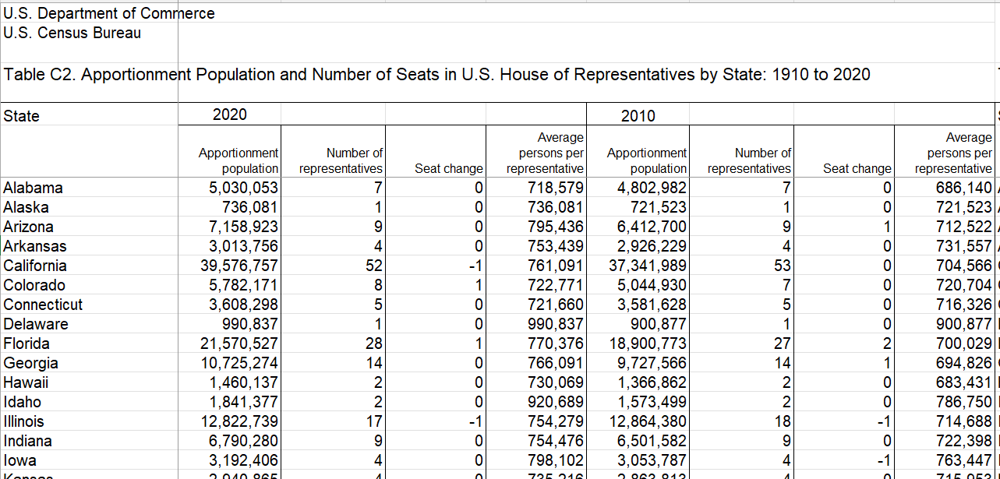 U.S. Department of Commerce
U.S. Census Bureau
Table C2. Apportionment Population and Number of Seats in U.S. House of Representatives by State: 1910 to 2020
State 2020 2010
Apportionment population Number of representatives Seat change Average persons per representative Apportionment population Number of representatives Seat change Average persons per representative
Alabama 5,030,053 7 0 718,579 4,802,982 7 0 686,140
Alaska 736,081 1 0 736,081 721,523 1 0 721,523
Arizona 7,158,923 9 0 795,436 6,412,700 9 1 712,522
Arkansas 3,013,756 4 0 753,439 2,926,229 4 0 731,557
California 39,576,757 52 -1 761,091 37,341,989 53 0 704,566
Colorado 5,782,171 8 1 722,771 5,044,930 7 0 720,704
Connecticut 3,608,298 5 0 721,660 3,581,628 5 0 716,326
Delaware 990,837 1 0 990,837 900,877 1 0 900,877
Florida 21,570,527 28 1 770,376 18,900,773 27 2 700,029
Georgia 10,725,274 14 0 766,091 9,727,566 14 1 694,826
Hawaii 1,460,137 2 0 730,069 1,366,862 2 0 683,431
Idaho 1,841,377 2 0 920,689 1,573,499 2 0 786,750
Illinois 12,822,739 17 -1 754,279 12,864,380 18 -1 714,688
Indiana 6,790,280 9 0 754,476 6,501,582 9 0 722,398
Iowa 3,192,406 4 0 798,102 3,053,787 4 -1 763,447